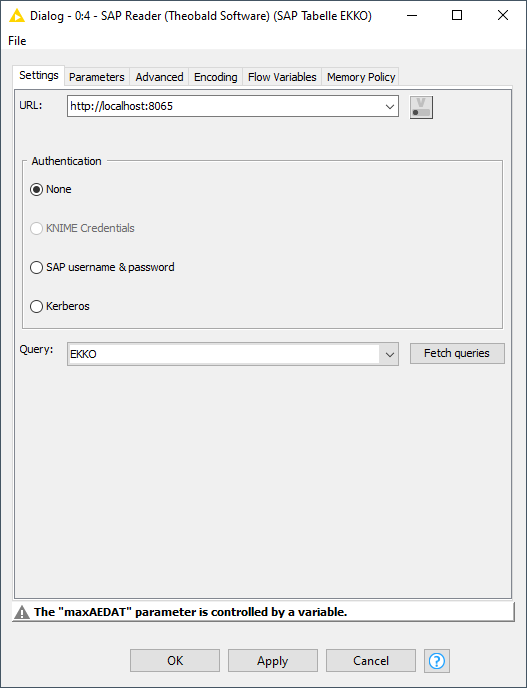 Dialog - 0:4 - SAP Reader (Theobald Software) (SAP Tabelle EKKO)
File
Settings Parameters Advanced Encoding Flow Variables Memory Policy
URL: http://localhost:8065
V
Authentication
None
KNIME Credentials
SAP username & password
Kerberos
Query: EKKO Fetch queries
The "maxAEDAT" parameter is controlled by a variable.
OK Apply Cancel ?